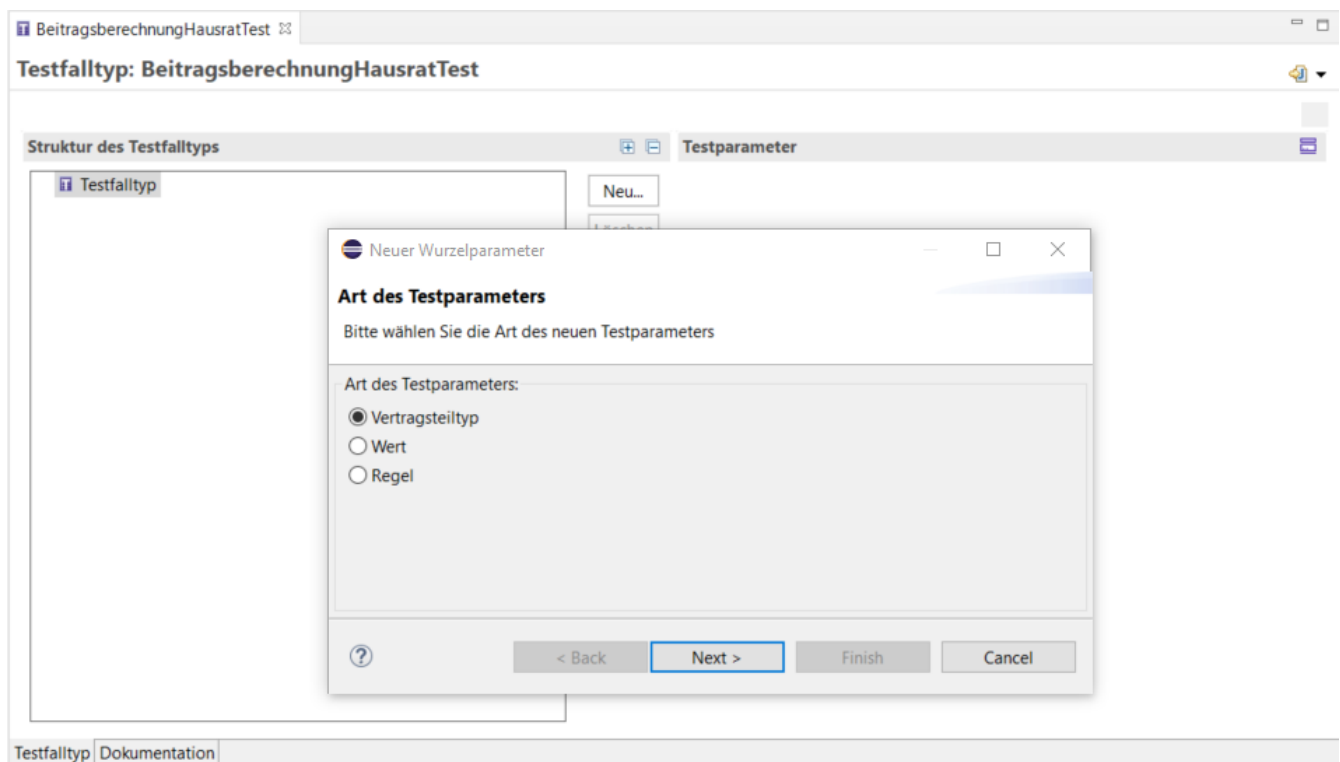 BeitragsberechnungHausratTest
Testfalltyp: BeitragsberechnungHausratTest
Struktur des Testfalltyps
Testparameter
Testfalltyp
Neu...
Neuer Wurzelparameter
Art des Testparameters
Bitte wählen Sie die Art des neuen Testparameters
Art des Testparameters:
Vertragsteiltyp
Wert
Regel
< Back Next > Finish Cancel
Testfalltyp Dokumentation